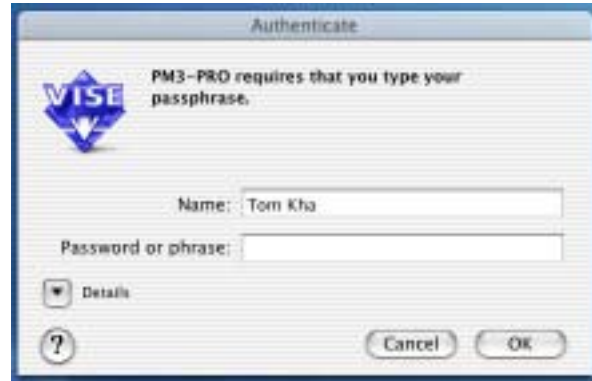 Authenticate
VISE
PM3-PRO requires that you type your
passphrase.
Name: Tom Kha
Password or phrase:
Details
?
Cancel OK